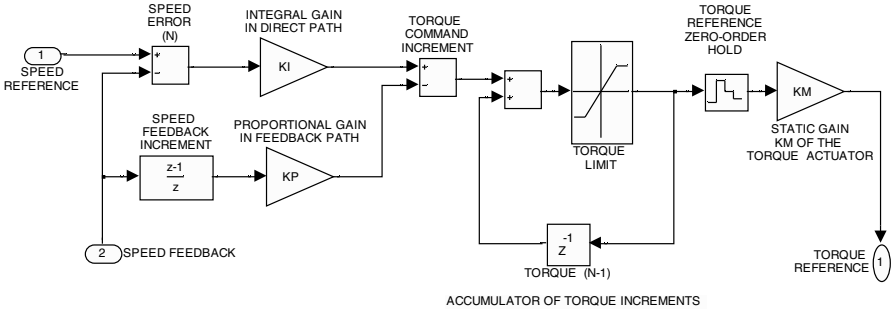 SPEED
ERROR
(N)
INTEGRAL GAIN
IN DIRECT PATH
TORQUE
COMMAND
INCREMENT
TORQUE
REFERENCE
ZERO-ORDER
HOLD
1
SPEED
REFERENCE
+
−
KI
+
−
+
+
KM
SPEED
FEEDBACK
INCREMENT
PROPORTIONAL GAIN
IN FEEDBACK PATH
TORQUE
LIMIT
STATIC GAIN
KM OF THE
TORQUE ACTUATOR
z-1
z
KP
2
SPEED FEEDBACK
-1
Z
TORQUE (N-1)
TORQUE
REFERENCE
1
ACCUMULATOR OF TORQUE INCREMENTS